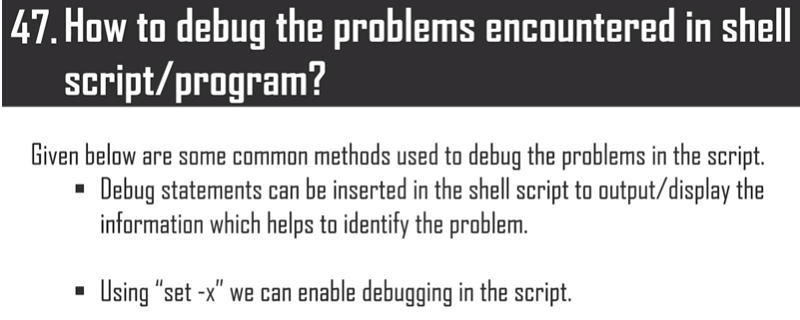 47. How to debug the problems encountered in shell
script/program?
Given below are some common methods used to debug the problems in the script.
▪ Debug statements can be inserted in the shell script to output/display the
information which helps to identify the problem.
▪ Using “set -x” we can enable debugging in the script.